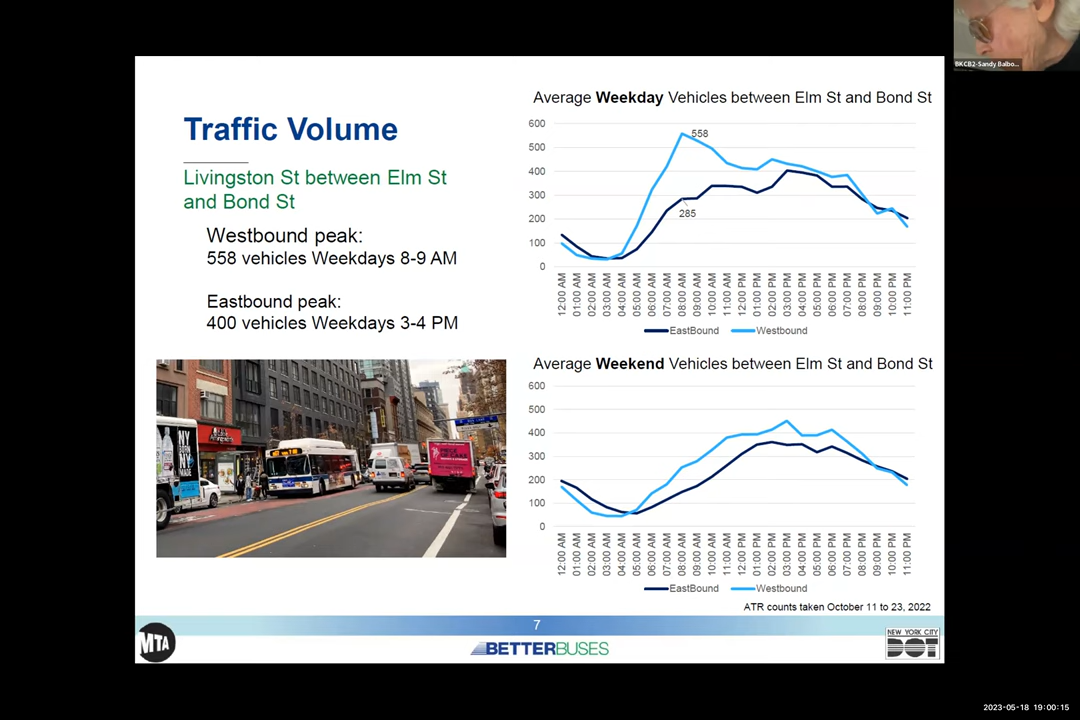 BKCB2-Sandy Balbo...
Traffic Volume
Livingston St between Elm St
and Bond St
Westbound peak:
558 vehicles Weekdays 8-9 AM
Eastbound peak:
400 vehicles Weekdays 3-4 PM
Average Weekday Vehicles between Elm St and Bond St
600
500
400
300
200
100
0
558
285
12:00 AM
01:00 AM
02:00 AM
03:00 AM
04:00 AM
05:00 AM
06:00 AM
07:00 AM
08:00 AM
09:00 AM
10:00 AM
11:00 AM
12:00 PM
01:00 PM
02:00 PM
03:00 PM
04:00 PM
05:00 PM
06:00 PM
07:00 PM
08:00 PM
09:00 PM
10:00 PM
11:00 PM
EastBound
Westbound
Average Weekend Vehicles between Elm St and Bond St
600
500
400
300
200
100
0
12:00 AM
01:00 AM
02:00 AM
03:00 AM
04:00 AM
05:00 AM
06:00 AM
07:00 AM
08:00 AM
09:00 AM
10:00 AM
11:00 AM
12:00 PM
01:00 PM
02:00 PM
03:00 PM
04:00 PM
05:00 PM
06:00 PM
07:00 PM
08:00 PM
09:00 PM
10:00 PM
11:00 PM
EastBound
Westbound
ATR counts taken October 11 to 23, 2022
NY
MADE
7
MTA
BETTERBUSES
NEW YORK CITY
DOT
2023-05-18 19:00:15